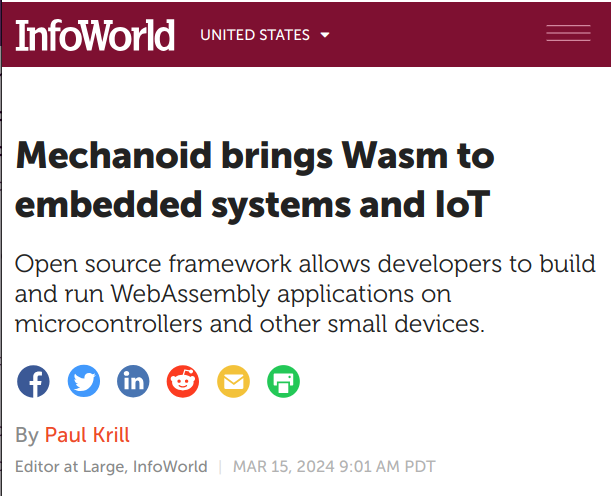 InfoWorld UNITED STATES
Mechanoid brings Wasm to
embedded systems and IoT
Open source framework allows developers to build
and run WebAssembly applications on
microcontrollers and other small devices.
By Paul Krill
Editor at Large, InfoWorld | MAR 15, 2024 9:01 AM PDT